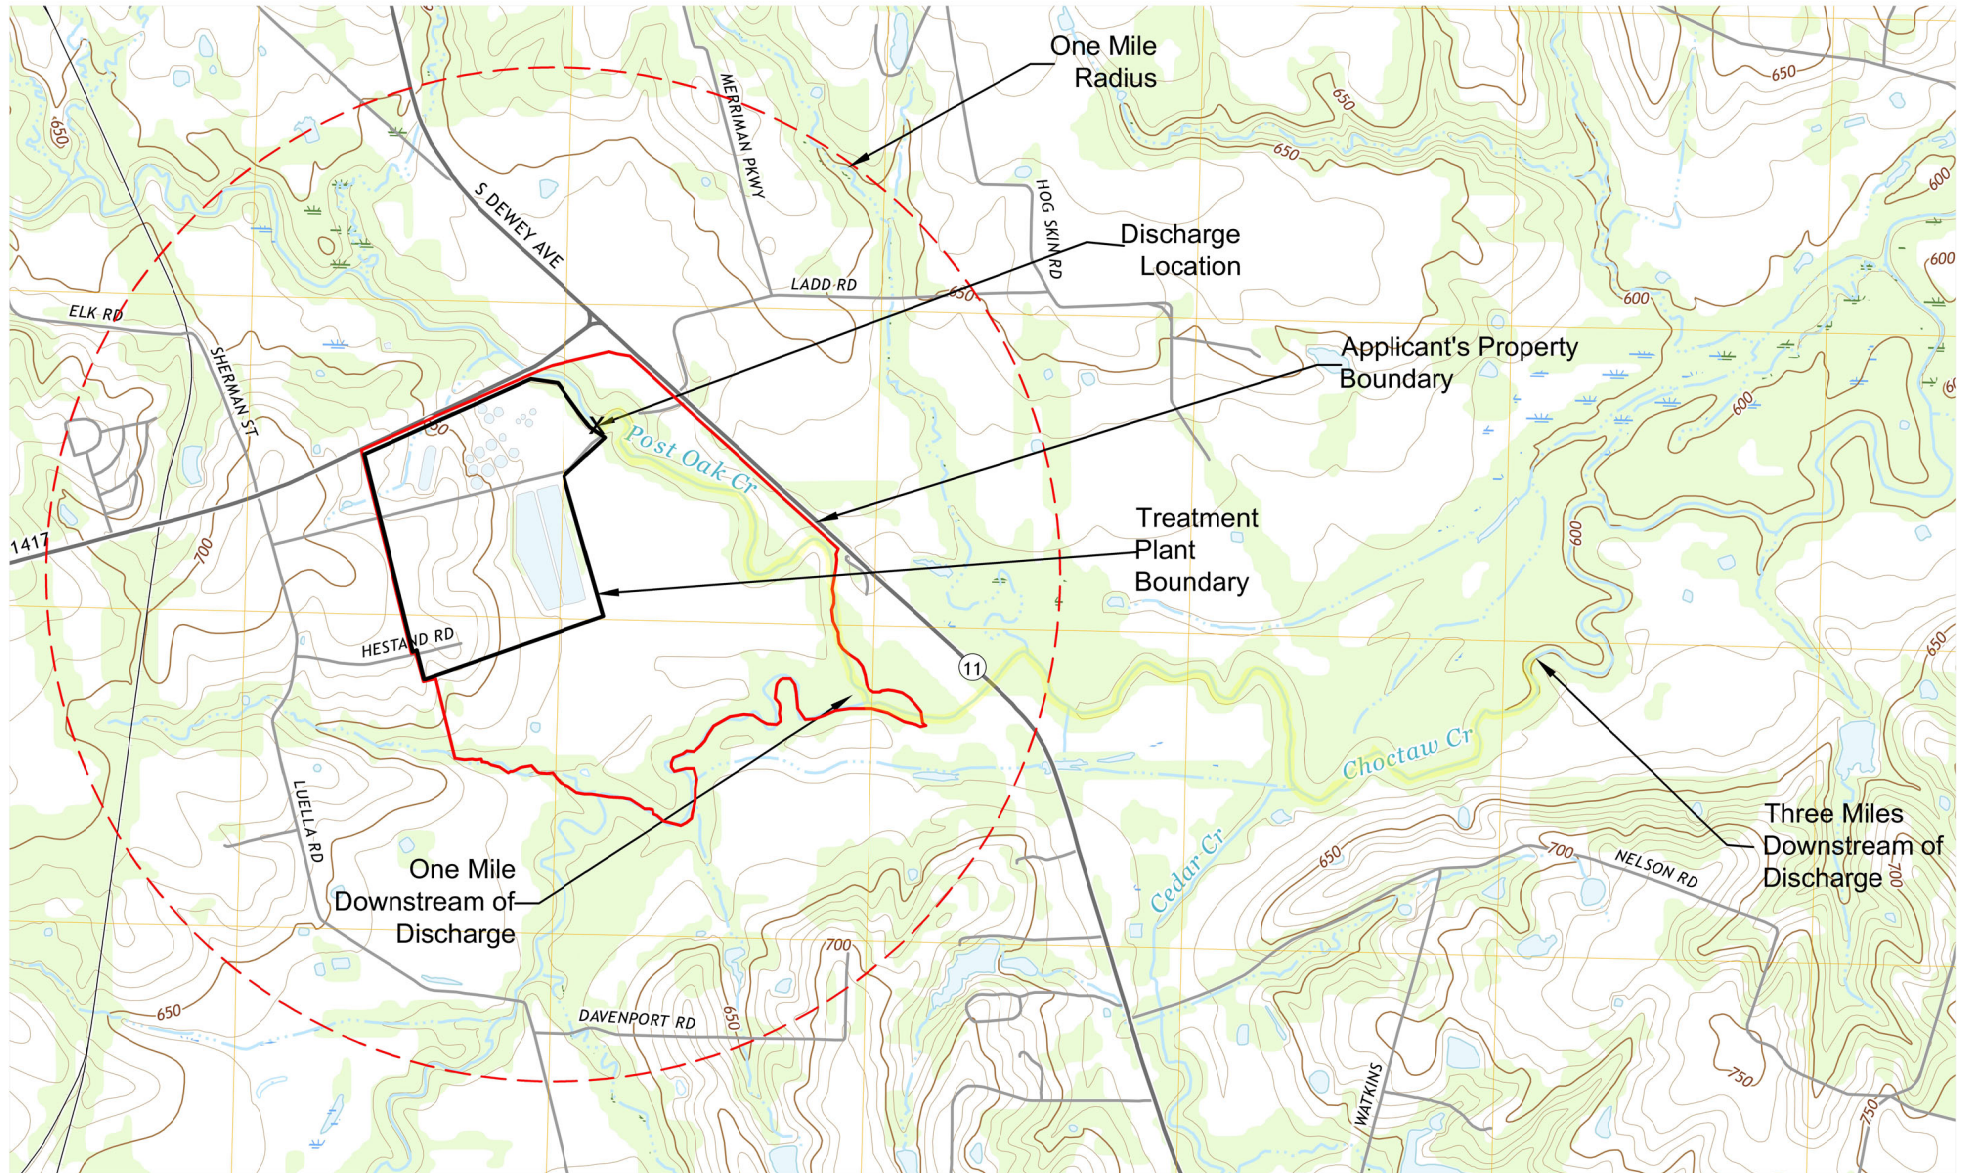 One Mile
Radius
650
650
650
650
MERRIMAN PKWY
S DEWEY AVE
HOG SKIN RD
600
Discharge
Location
600
LADD RD
650
600
ELK RD
SHERMAN ST
Applicant's Property
Boundary
600
Post Oak Cr
Treatment
Plant
Boundary
1417
700
600
HESTAND RD
650
11
Choctaw Cr
LUELLA RD
Three Miles
Downstream of
Discharge
650
700
NELSON RD
700
One Mile
Downstream of
Discharge
Cedar Cr
700
650
DAVENPORT RD
650
WATKINS
750
750